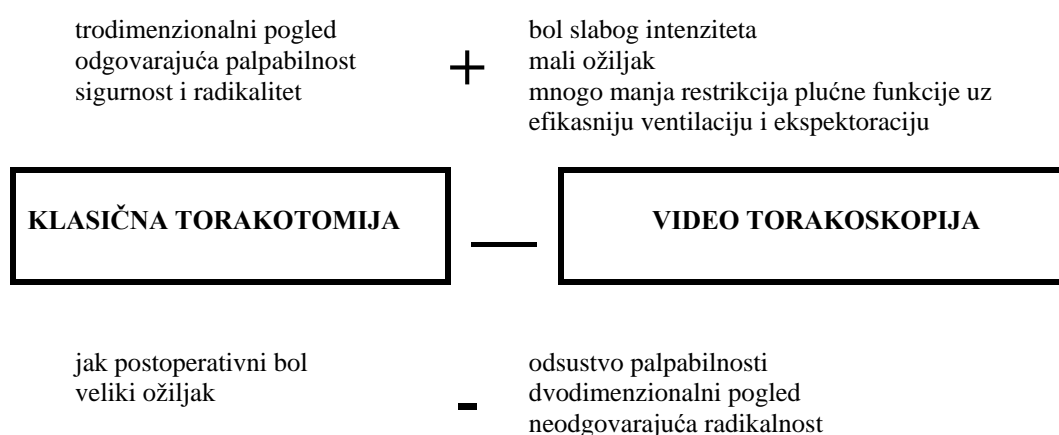 trodimenzionalni pogled
odgovarajuća palpabilnost
sigurnost i radikalitet
+
bol slabog intenziteta
mali ožiljak
mnogo manja restrikcija plućne funkcije uz
efikasniju ventilaciju i ekspektoraciju
KLASIČNA TORAKOTOMIJA
VIDEO TORAKOSKOPIJA
jak postoperativni bol
veliki ožiljak
-
odsustvo palpabilnosti
dvodimenzionalni pogled
neodgovarajuća radikalnost